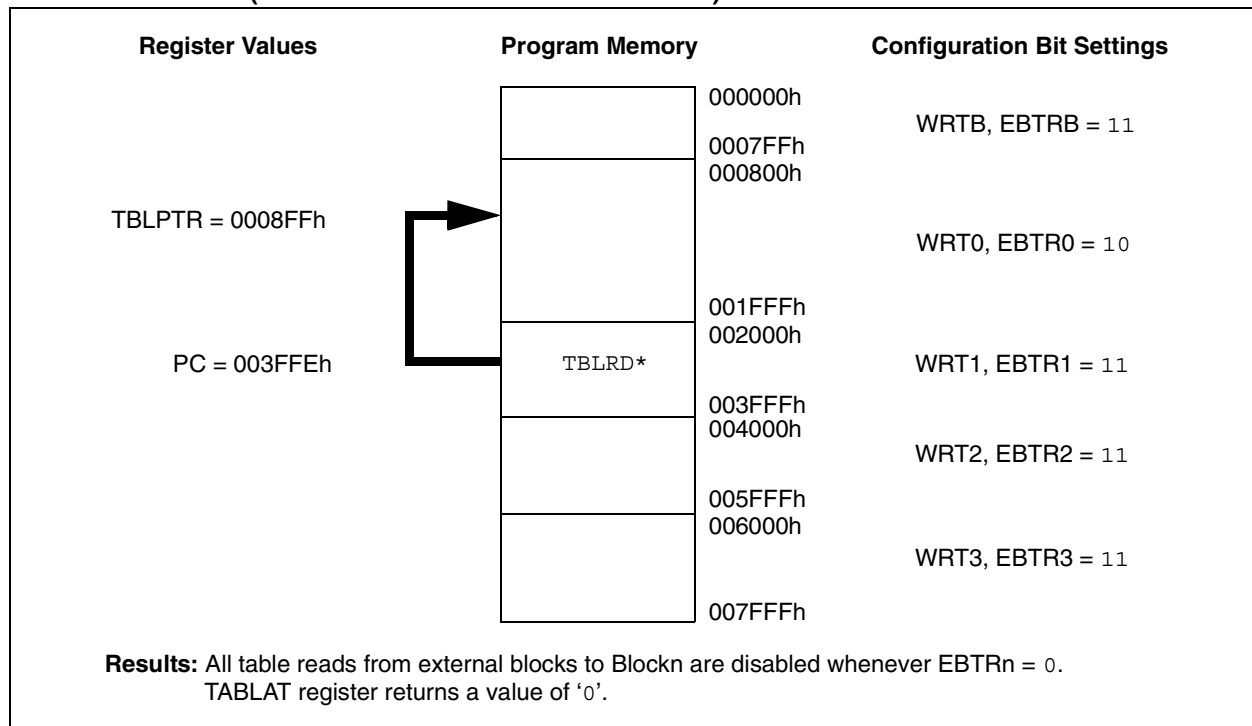 Register Values Program Memory Configuration Bit Settings
000000h
WRTB, EBTRB = 11
0007FFh
000800h
TBLPTR = 0008FFh
WRT0, EBTR0 = 10
001FFFh
002000h
PC = 003FFEh TBLRD* WRT1, EBTR1 = 11
003FFFh
004000h
WRT2, EBTR2 = 11
005FFFh
006000h
WRT3, EBTR3 = 11
007FFFh
Results: All table reads from external blocks to Blockn are disabled whenever EBTRn = 0.
TABLAT register returns a value of ‘0’.